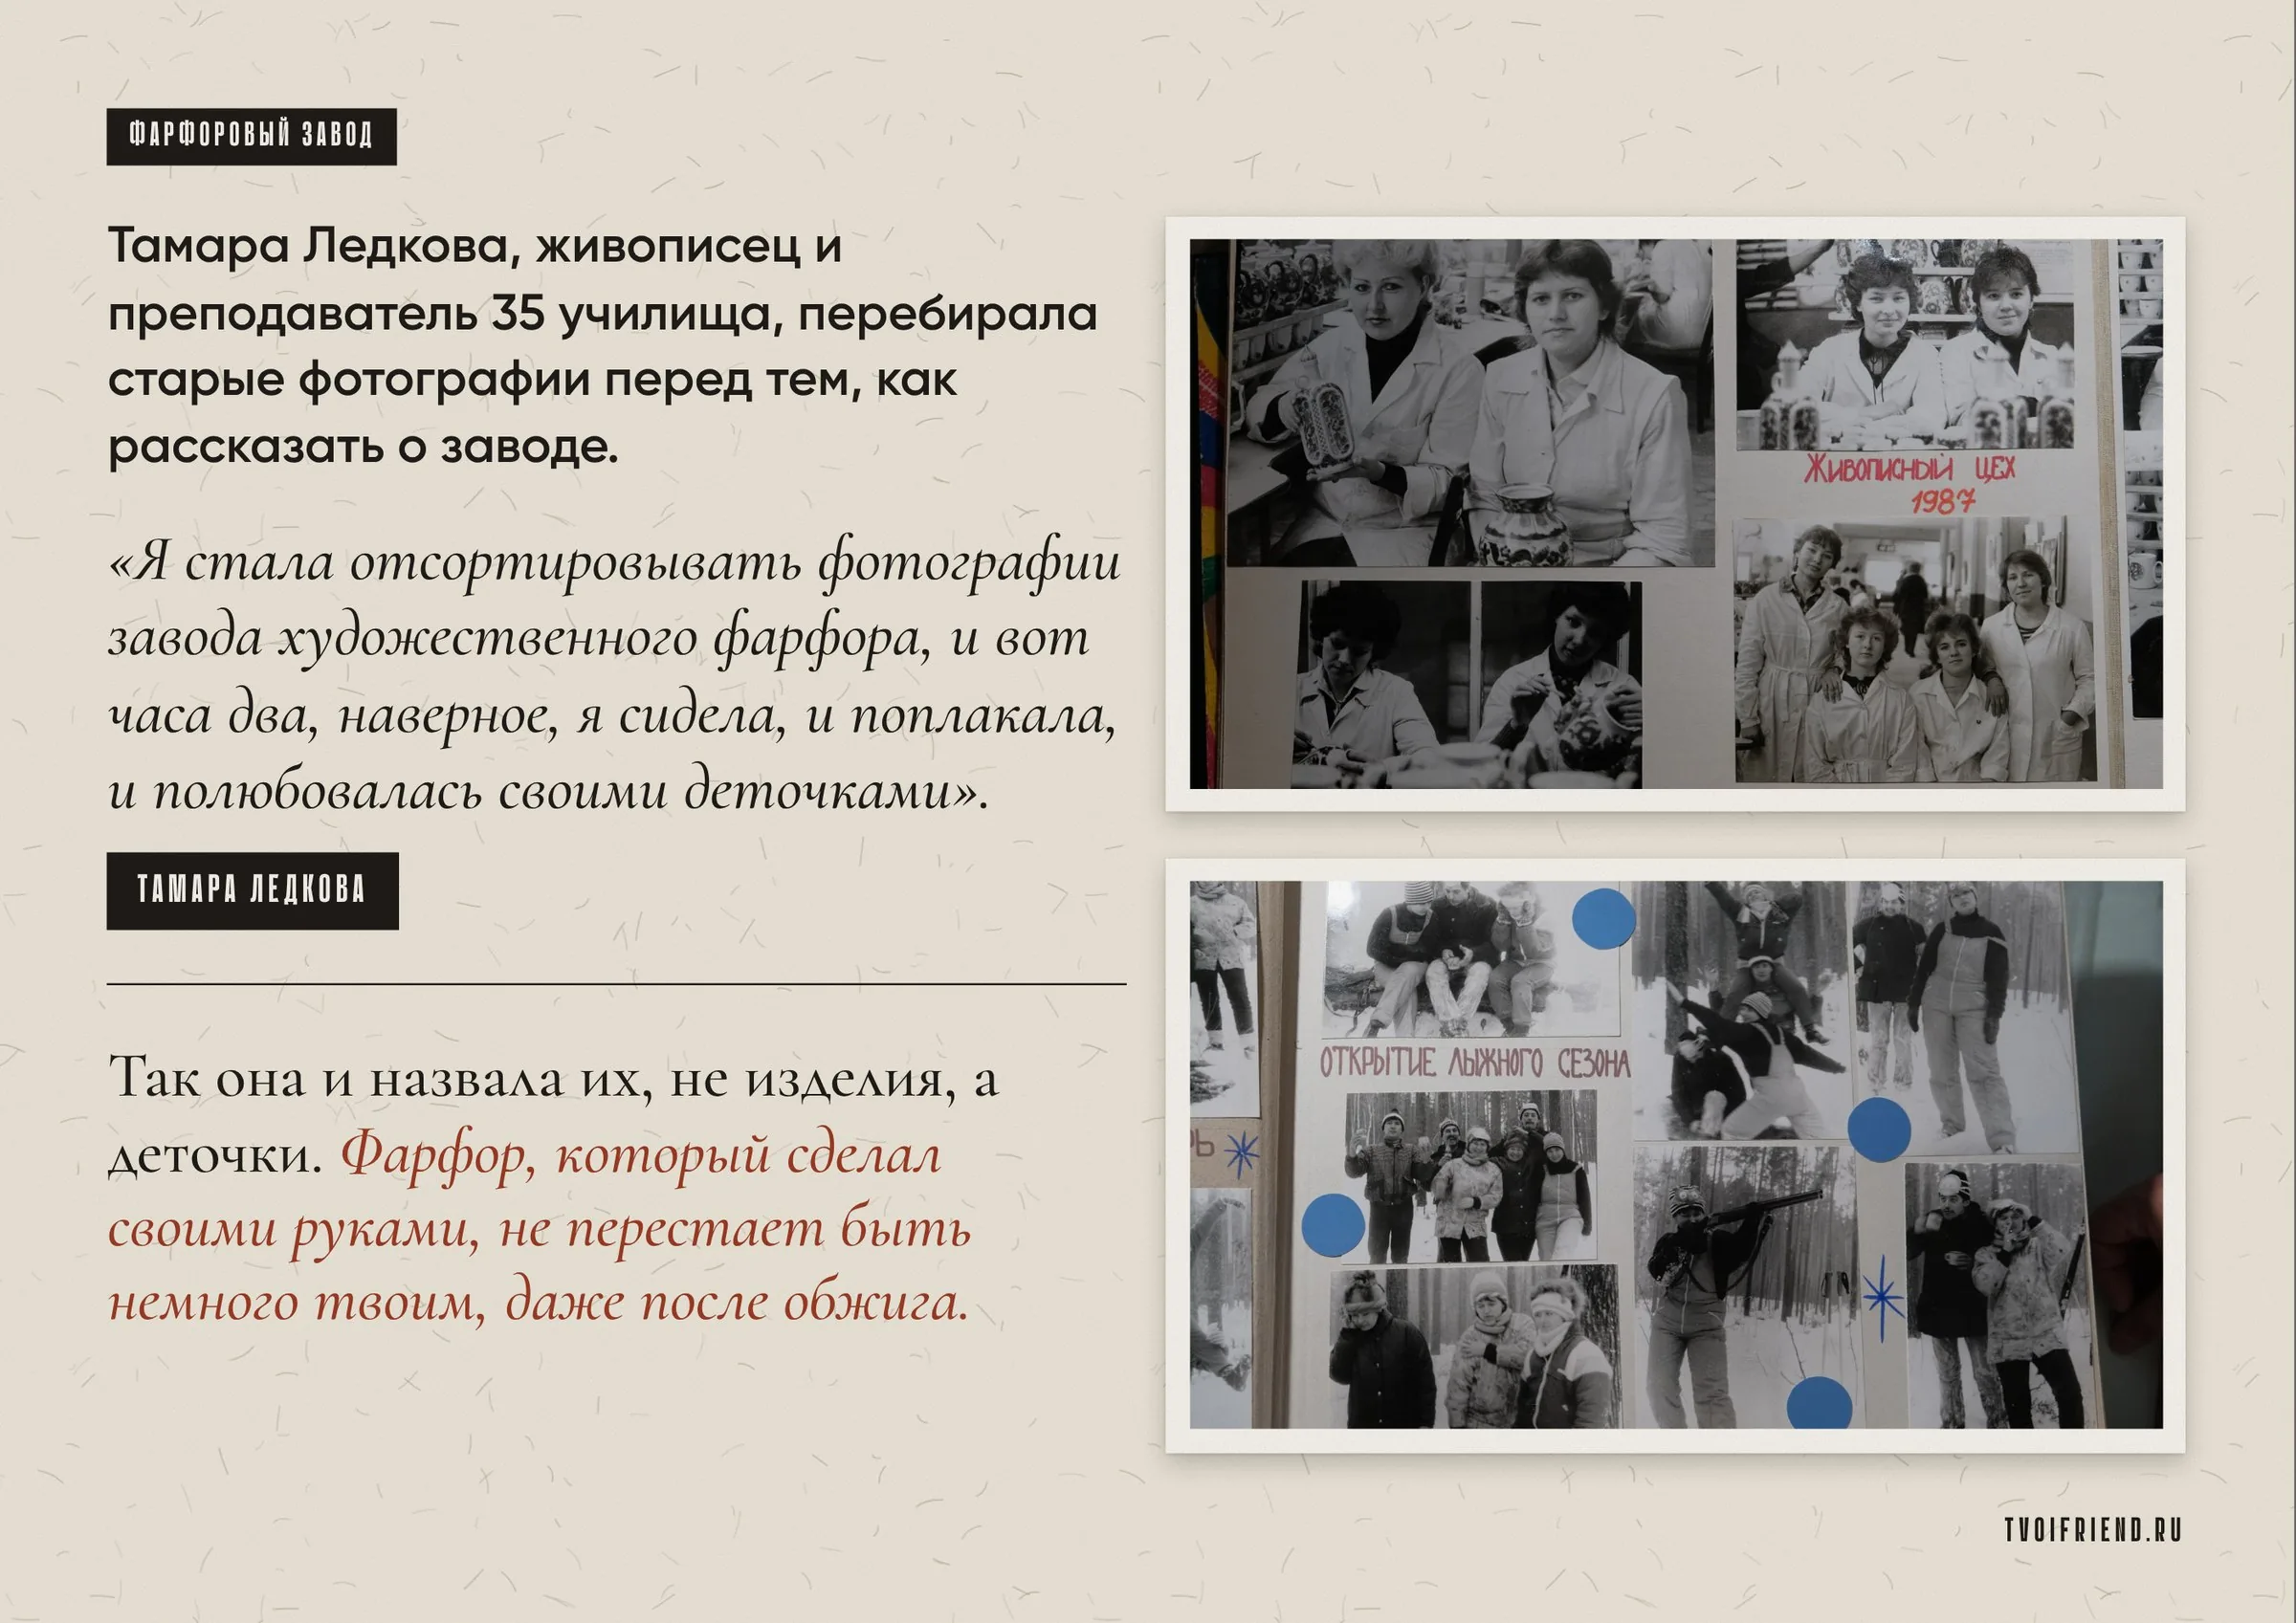 ФАРФОРОВЫЙ ЗАВОД
Тамара Ледкова, живописец и
преподаватель 35 училища, перебирала
старые фотографии перед тем, как
рассказать о заводе.
«Я стала отсортировывать фотографии
завода художественного фарфора, и вот
часа два, наверное, я сидела, и поплакала,
и полюбовалась своими деточками».
ТАМАРА ЛЕДКОВА
Так она и назвала их, не изделия, а
деточки. Фарфор, который сделал
своими руками, не перестает быть
немного твоим, даже после обжига.
Живописный цех
1987
ОТКРЫТИЕ ЛЫЖНОГО СЕЗОНА
TVOIFRIEND.RU